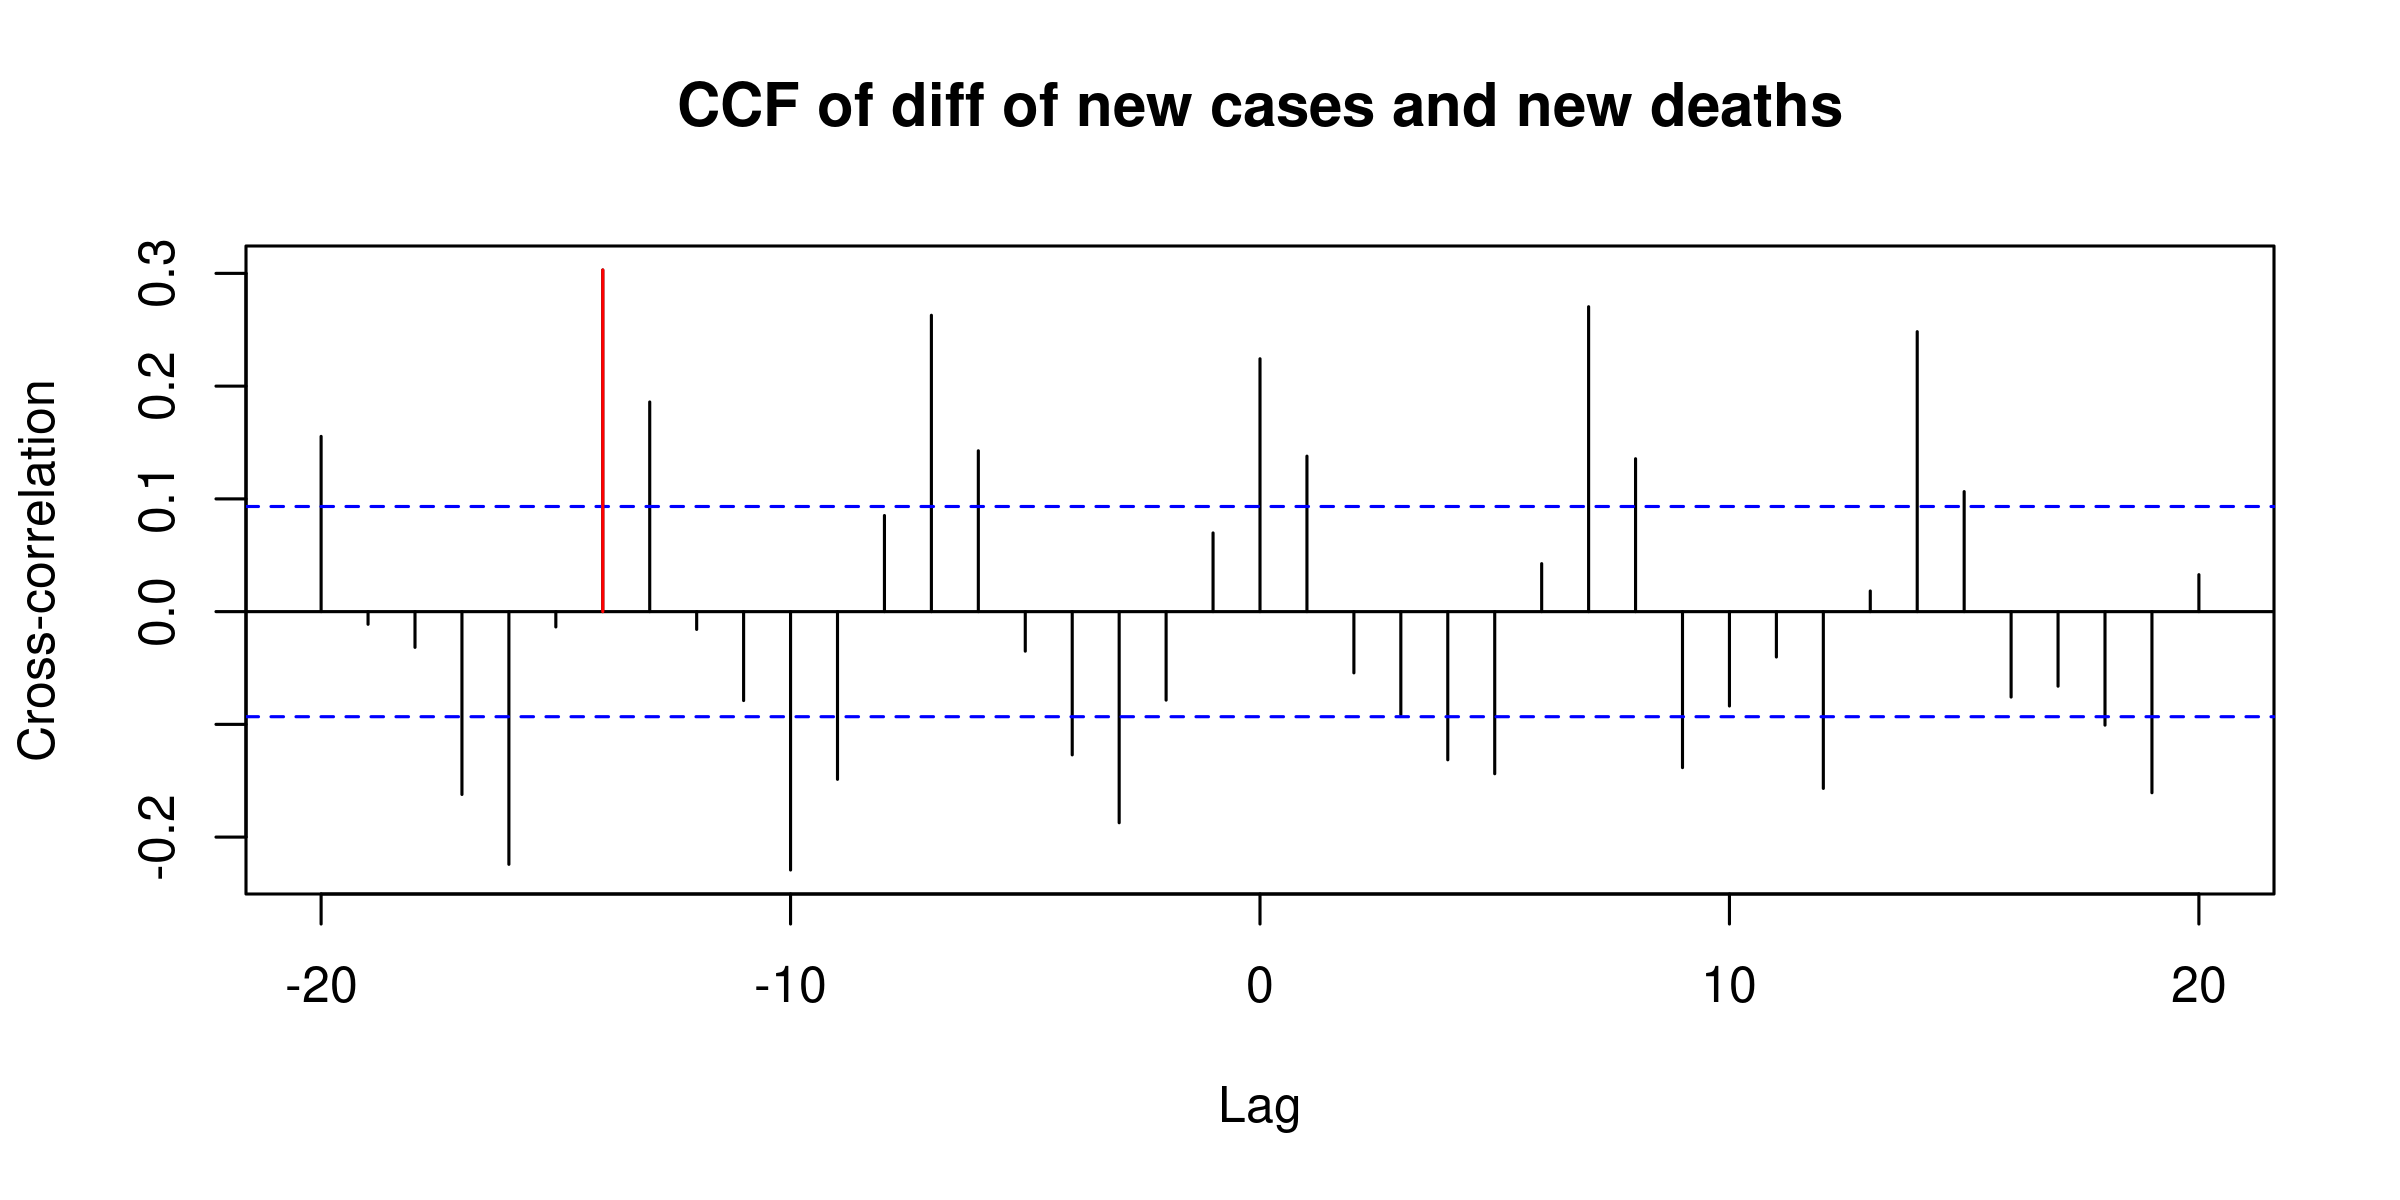 CCF of diff of new cases and new deaths
Cross-correlation
0.3
0.2
0.1
0.0
-0.2
-20 -10 0 10 20
Lag